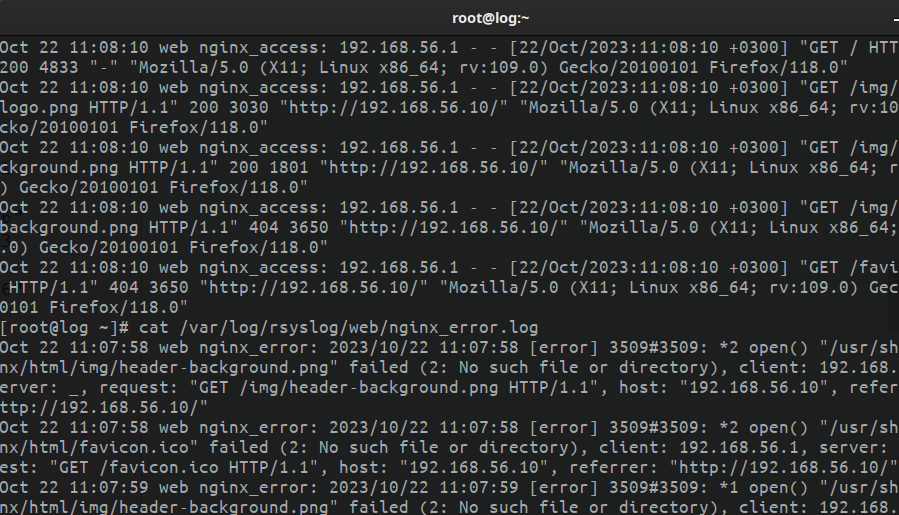 root@log:~
Oct 22 11:08:10 web nginx_access: 192.168.56.1 - - [22/Oct/2023:11:08:10 +0300] "GET / HTT
200 4833 "-" "Mozilla/5.0 (X11; Linux x86_64; rv:109.0) Gecko/20100101 Firefox/118.0"
Oct 22 11:08:10 web nginx_access: 192.168.56.1 - - [22/Oct/2023:11:08:10 +0300] "GET /img/
logo.png HTTP/1.1" 200 3030 "http://192.168.56.10/" "Mozilla/5.0 (X11; Linux x86_64; rv:10
cko/20100101 Firefox/118.0"
Oct 22 11:08:10 web nginx_access: 192.168.56.1 - - [22/Oct/2023:11:08:10 +0300] "GET /img/
ckground.png HTTP/1.1" 200 1801 "http://192.168.56.10/" "Mozilla/5.0 (X11; Linux x86_64; r
) Gecko/20100101 Firefox/118.0"
Oct 22 11:08:10 web nginx_access: 192.168.56.1 - - [22/Oct/2023:11:08:10 +0300] "GET /img/
background.png HTTP/1.1" 404 3650 "http://192.168.56.10/" "Mozilla/5.0 (X11; Linux x86_64;
.0) Gecko/20100101 Firefox/118.0"
Oct 22 11:08:10 web nginx_access: 192.168.56.1 - - [22/Oct/2023:11:08:10 +0300] "GET /favi
 HTTP/1.1" 404 3650 "http://192.168.56.10/" "Mozilla/5.0 (X11; Linux x86_64; rv:109.0) Gec
0101 Firefox/118.0"
[root@log ~]# cat /var/log/rsyslog/web/nginx_error.log
Oct 22 11:07:58 web nginx_error: 2023/10/22 11:07:58 [error] 3509#3509: *2 open() "/usr/sh
nx/html/img/header-background.png" failed (2: No such file or directory), client: 192.168.
erver: _, request: "GET /img/header-background.png HTTP/1.1", host: "192.168.56.10", refer
ttp://192.168.56.10/"
Oct 22 11:07:58 web nginx_error: 2023/10/22 11:07:58 [error] 3509#3509: *2 open() "/usr/sh
nx/html/favicon.ico" failed (2: No such file or directory), client: 192.168.56.1, server:
est: "GET /favicon.ico HTTP/1.1", host: "192.168.56.10", referrer: "http://192.168.56.10/"
Oct 22 11:07:59 web nginx_error: 2023/10/22 11:07:59 [error] 3509#3509: *1 open() "/usr/sh
nx/html/img/header-background.png" failed (2: No such file or directory), client: 192.168.